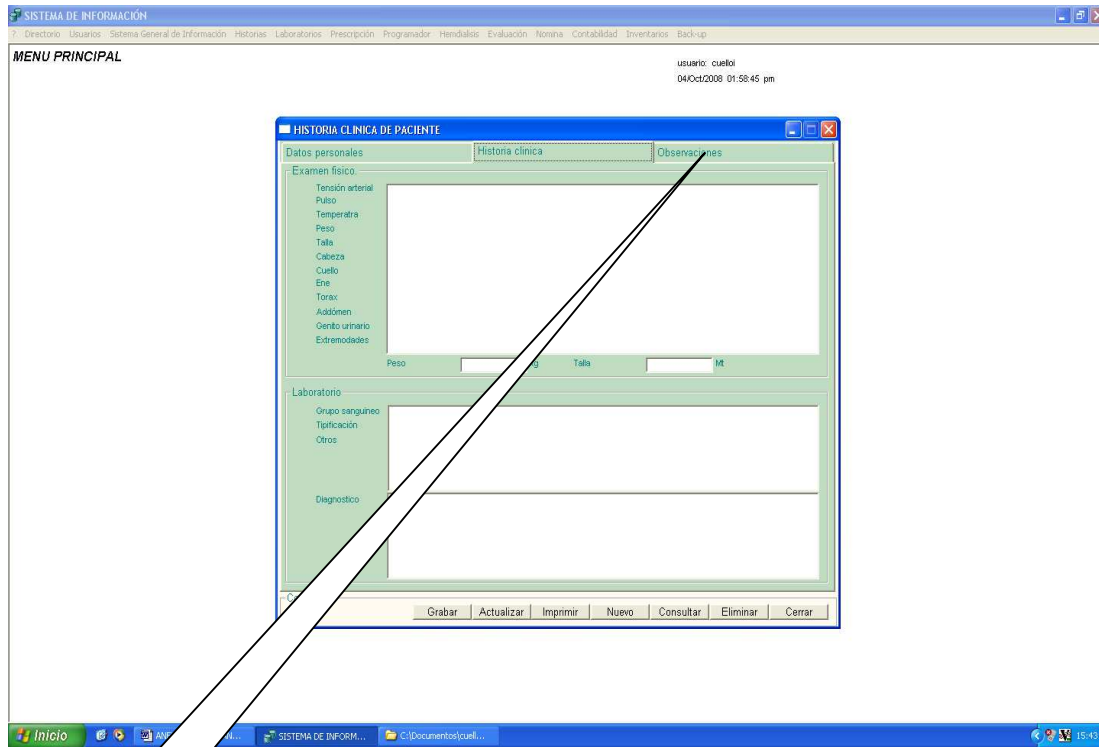 SISTEMA DE INFORMACIÓN
? Directorio Usuarios Sistema General de Información Historias Laboratorios Prescripción Programador Hemdialsis Evaluación Nomina Contabilidad Inventarios Back-up
MENU PRINCIPAL
usuario: cuelloi
04/Oct/2008 01:58:45 pm
HISTORIA CLINICA DE PACIENTE
Datos personales Historia clinica Observaciones
Examen fisico.
Tensión arterial
Pulso
Temperatra
Peso
Talla
Cabeza
Cuello
Ene
Torax
Addómen
Genito urinario
Extremodades
Peso Talla Mt
Laboratorio
Grupo sanguineo
Tipificación
Otros
Diagnostico
Grabar Actualizar Imprimir Nuevo Consultar Eliminar Cerrar
Inicio SISTEMA DE INFORM... C:\Documentos\cuell... 15:43